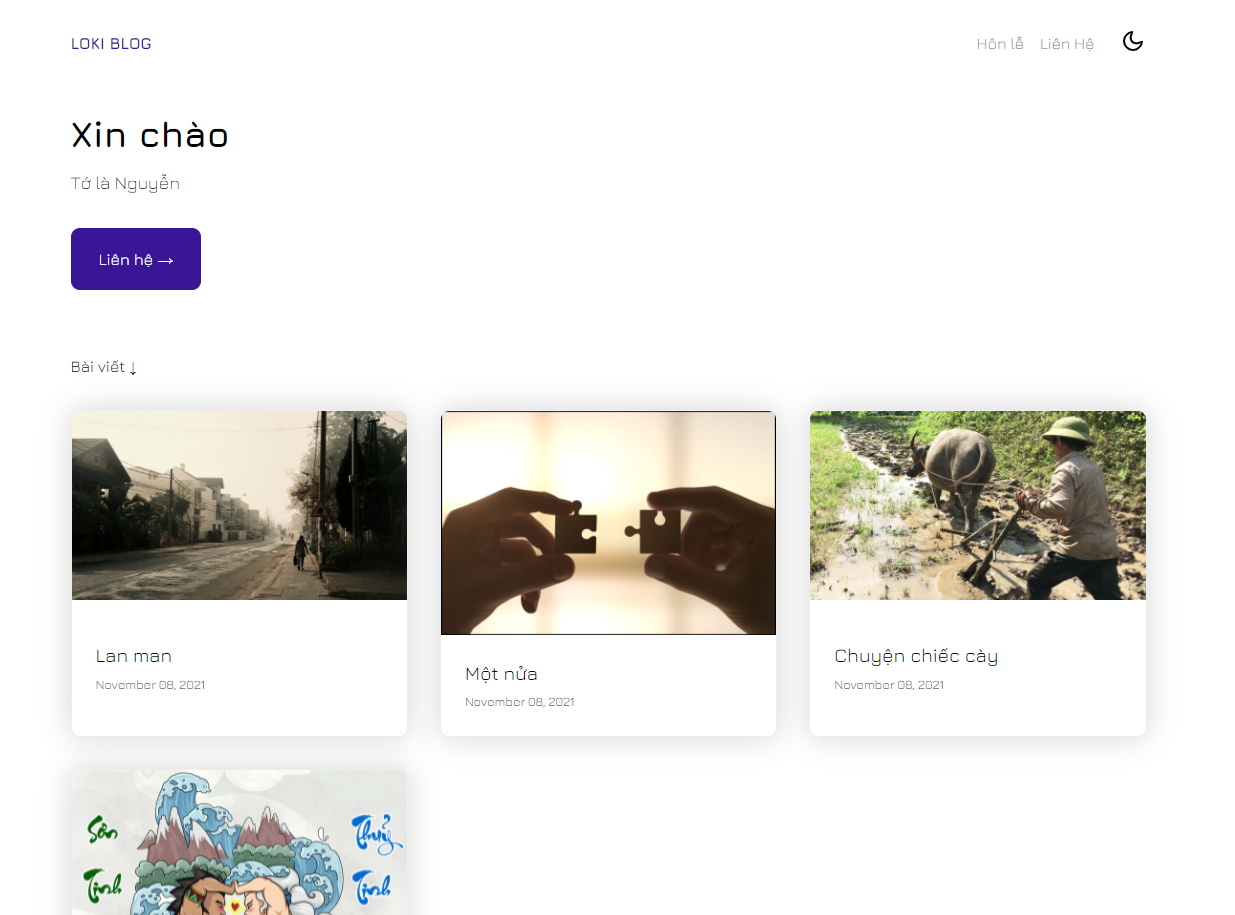 LOKI BLOG
Hôn lễ Liên Hệ
Xin chào
Tớ là Nguyễn
Liên hệ →
Bài viết ↓
Lan man
November 08, 2021
Một nửa
November 08, 2021
Chuyện chiếc cày
November 08, 2021
Sơn Thuỷ
Tinh Tinh